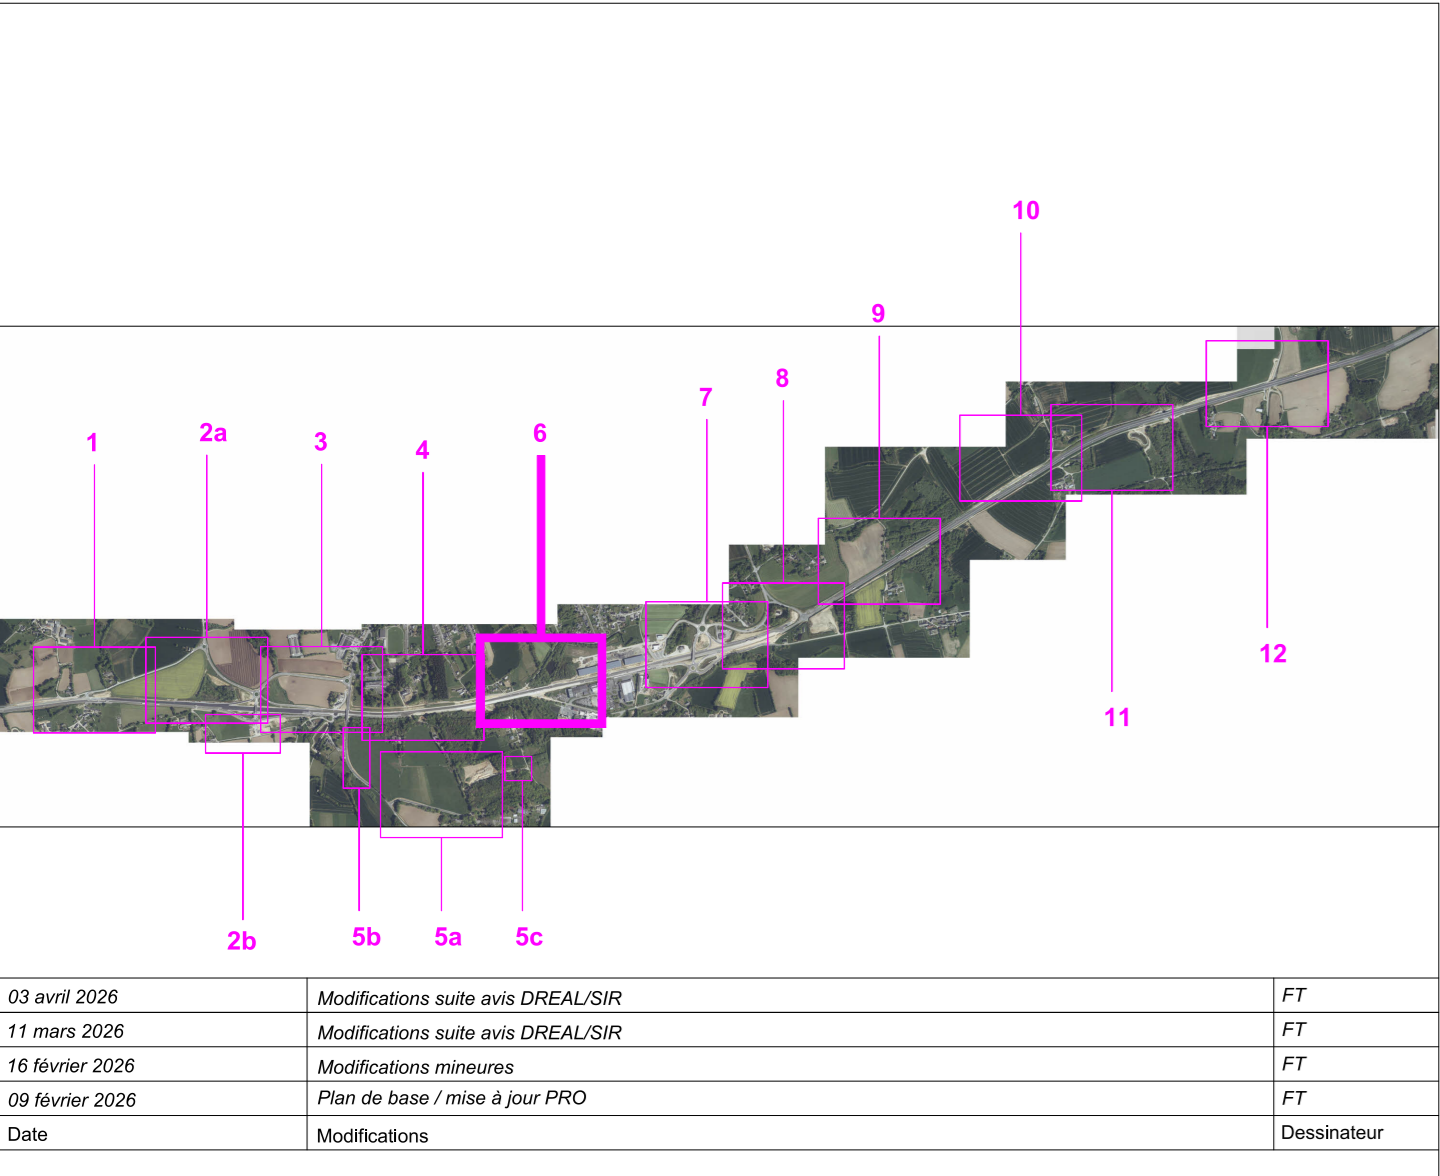 10
9
8
7
2a
6
1
3
4
12
11
5b
5a
5c
2b
03 avril 2026 Modifications suite avis DREAL/SIR FT
11 mars 2026 Modifications suite avis DREAL/SIR FT
16 février 2026 Modifications mineures FT
09 février 2026 Plan de base / mise à jour PRO FT
Date Modifications Dessinateur